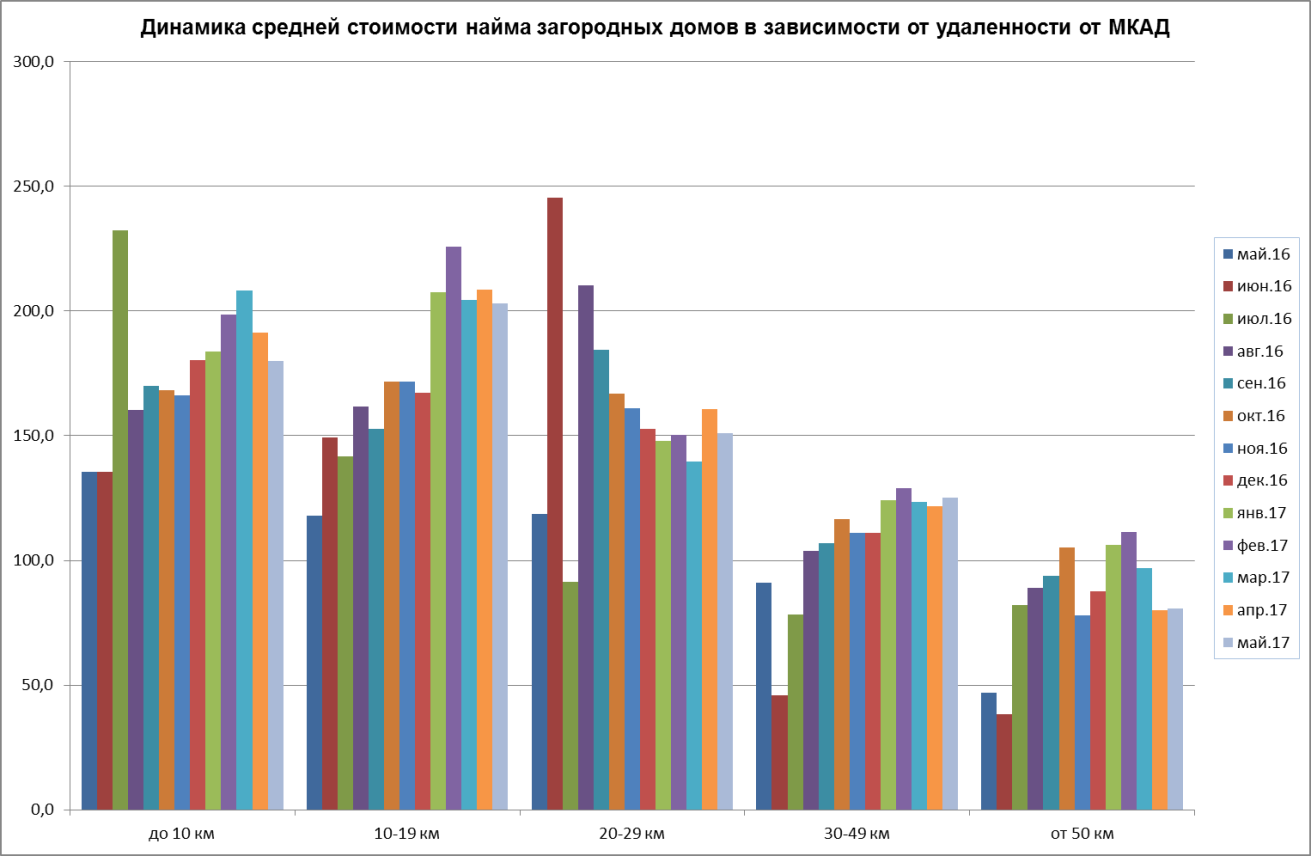 Динамика средней стоимости найма загородных домов в зависимости от удаленности от МКАД
300,0
250,0
200,0
150,0
100,0
50,0
0,0
до 10 км
10-19 км
20-29 км
30-49 км
от 50 км
май.16
июн.16
июл.16
авг.16
сен.16
окт.16
ноя.16
дек.16
янв.17
фев.17
мар.17
апр.17
май.17